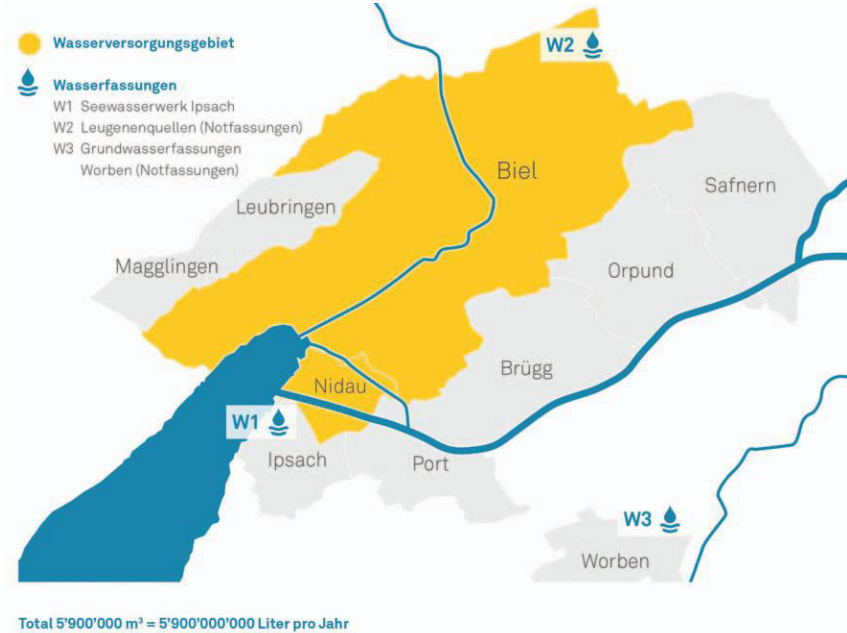 Wasserversorgungsgebiet
Wasserfassungen
W1 Seewasserwerk Ipsach
W2 Leugenenquellen (Notfassungen)
W3 Grundwasserfassungen
Worben (Notfassungen)
W2
Biel
Safnern
Leubringen
Magglingen
Orpund
Brügg
Nidau
W1
Ipsach
Port
W3
Worben
Total 5'900'000 m³ = 5'900'000'000 Liter pro Jahr